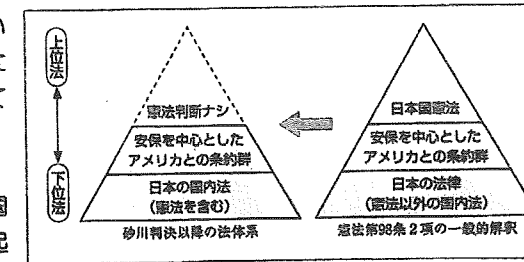 上位法
下位法
憲法判断ナシ
安保を中心とした
アメリカとの条約群
日本の国内法
(憲法を含む)
砂川判決以降の法体系
日本国憲法
安保を中心とした
アメリカとの条約群
日本の法律
(憲法以外の国内法)
憲法第98条2項の一般的解釈